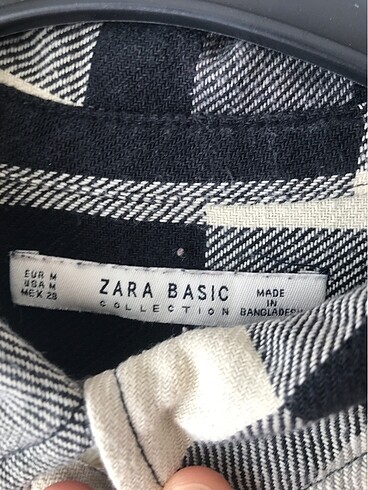 EUR M
USA M
MEX 28
ZARA BASIC
COLLECTION
MADE
IN
BANGLADESH